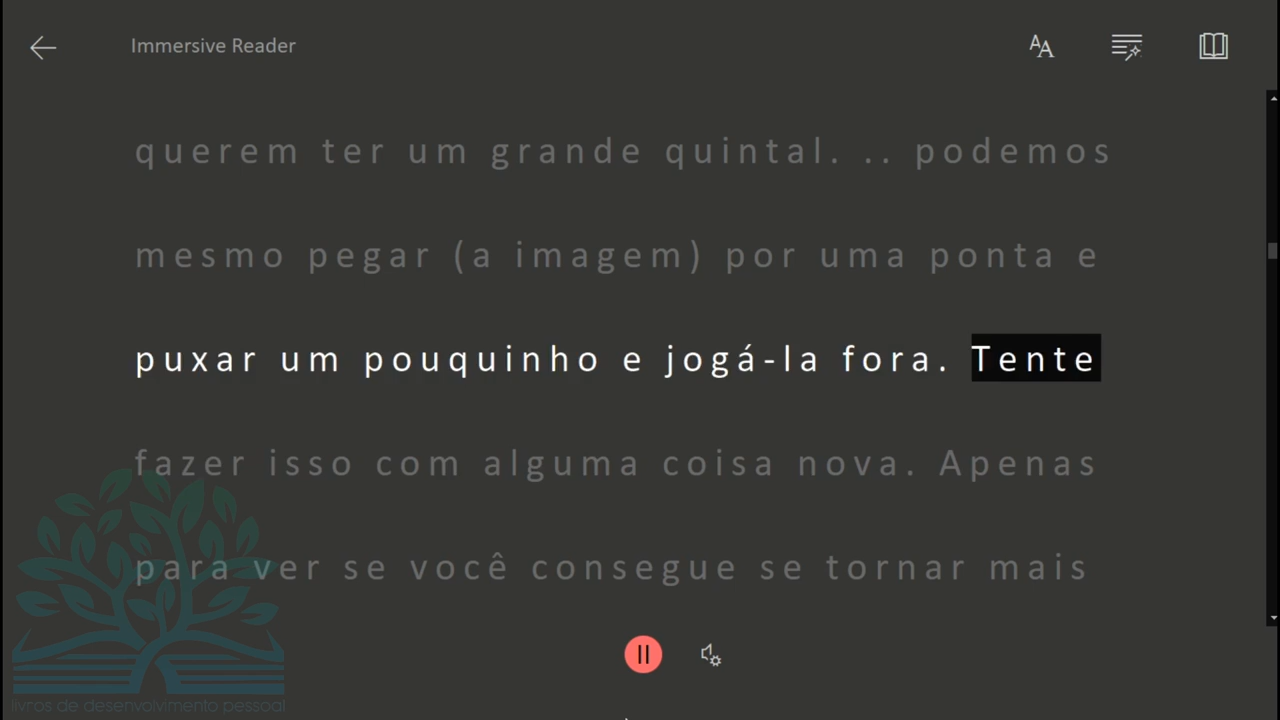 Immersive Reader
querem ter um grande quintal. .. podemos
mesmo pegar (a imagem) por uma ponta e
puxar um pouquinho e jogá-la fora. Tente
fazer isso com alguma coisa nova. Apenas
para ver se você consegue se tornar mais
livros de desenvolvimento pessoal